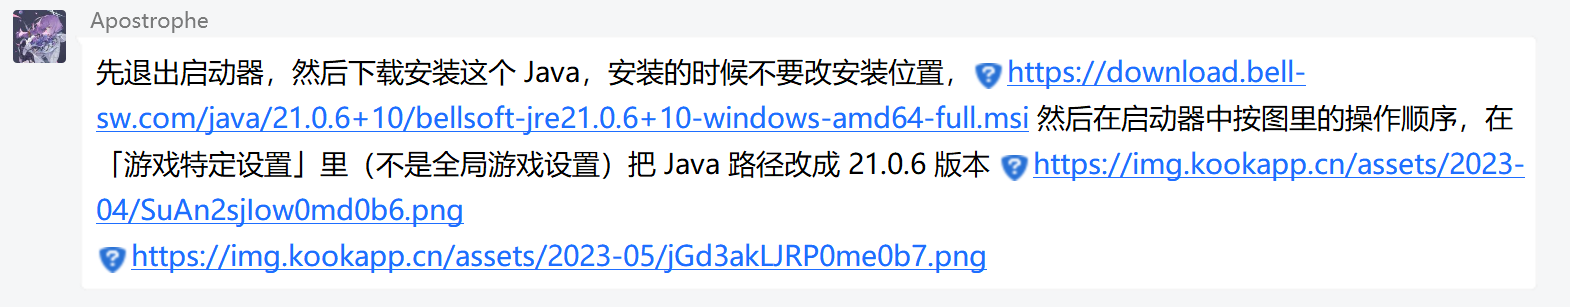 Apostrophe
先退出启动器，然后下载安装这个 Java，安装的时候不要改安装位置，https://download.bell-
sw.com/java/21.0.6+10/bellsoft-jre21.0.6+10-windows-amd64-full.msi 然后在启动器中按图里的操作顺序，在
「游戏特定设置」里（不是全局游戏设置）把 Java 路径改成 21.0.6 版本 https://img.kookapp.cn/assets/2023-
04/SuAn2sjIow0md0b6.png
https://img.kookapp.cn/assets/2023-05/jGd3akLJRP0me0b7.png